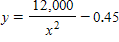 y = 12,000 / x² − 0.45